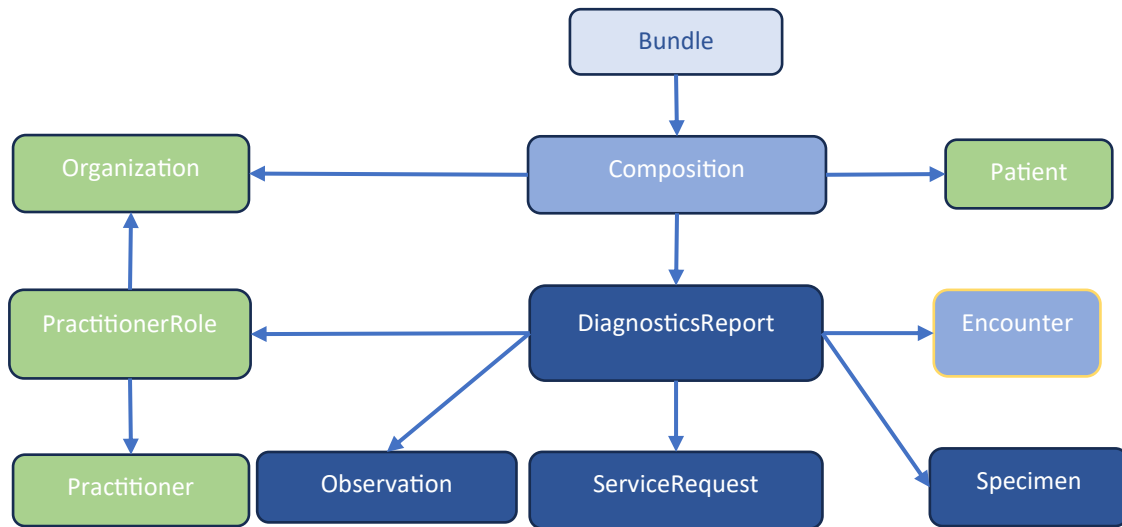 Bundle
Organization
Composition
Patient
PractitionerRole
DiagnosticsReport
Encounter
Practitioner
Observation
ServiceRequest
Specimen